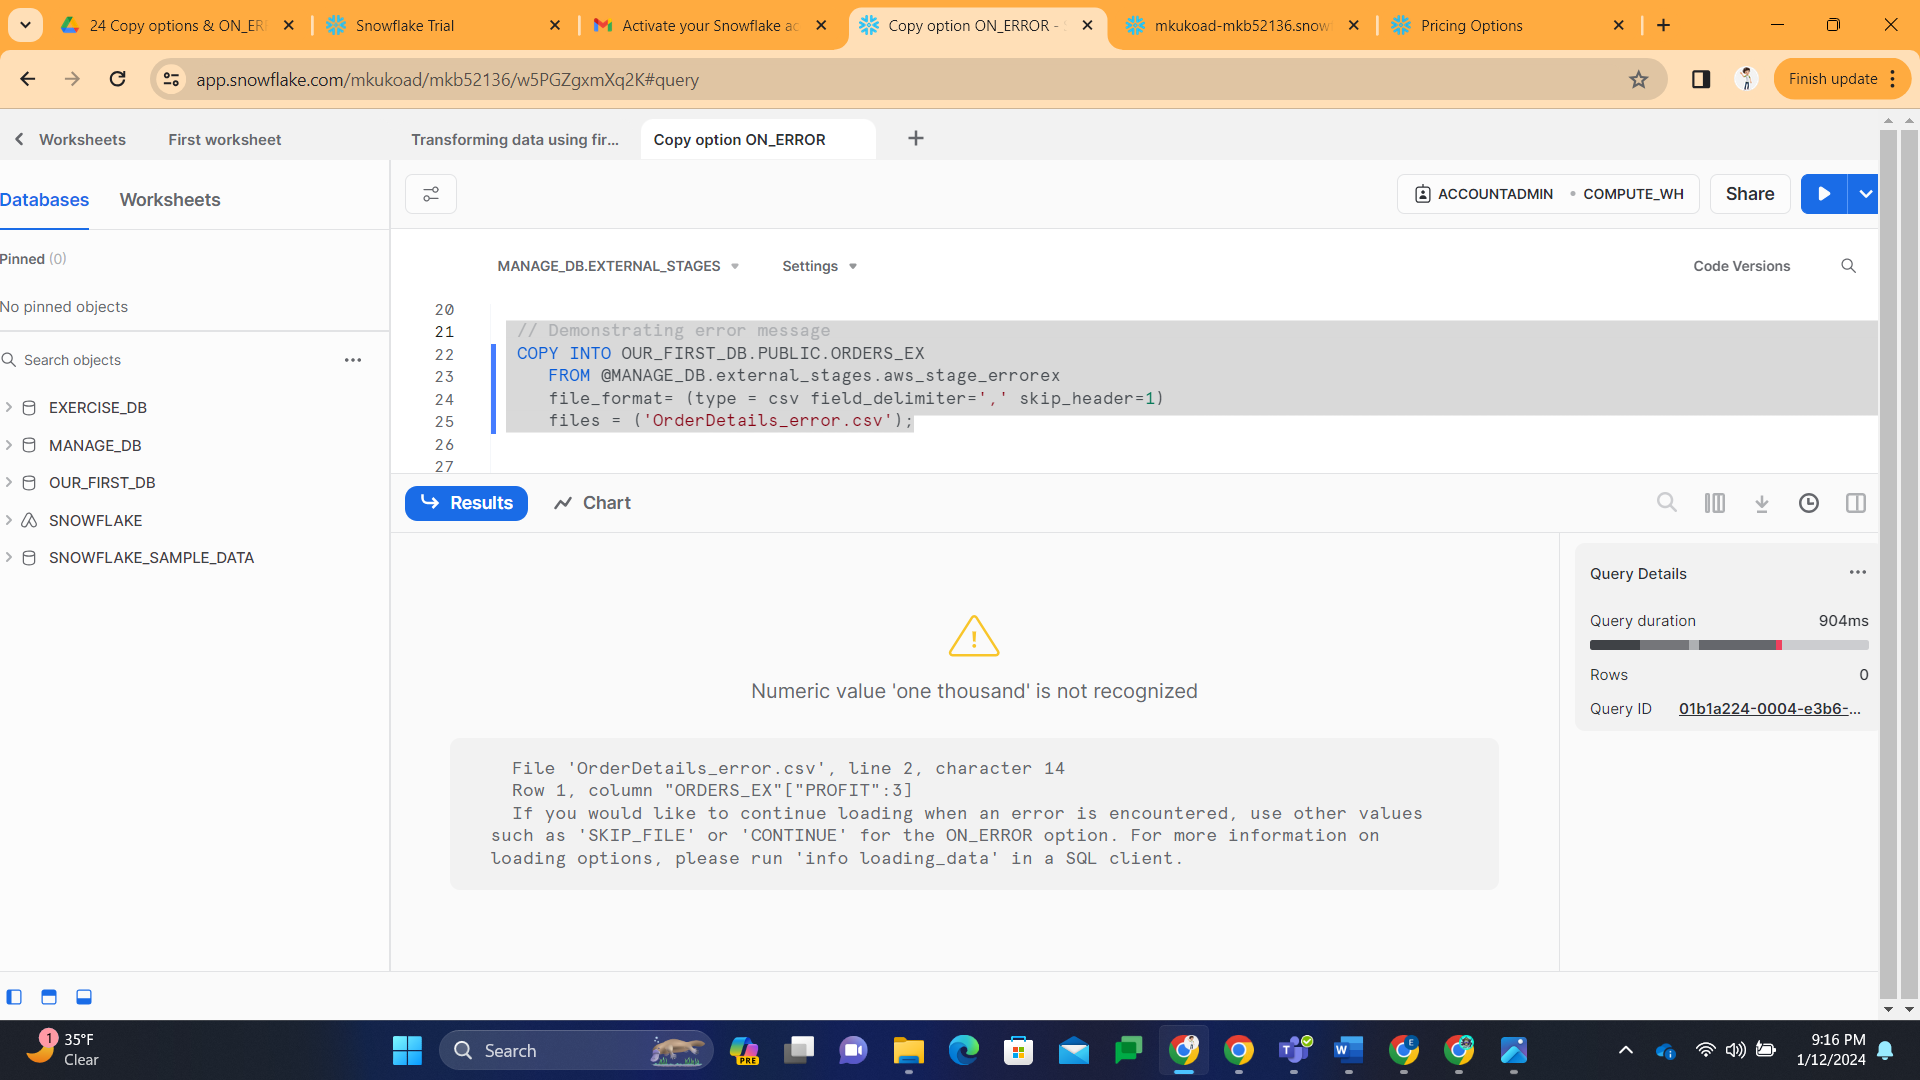 24 Copy options & ON_ER
Snowflake Trial
Activate your Snowflake ac
Copy option ON_ERROR - S
mkukoad-mkb52136.snow
Pricing Options
app.snowflake.com/mkukoad/mkb52136/w5PGZgxmXq2K#query
Finish update
Worksheets
First worksheet
Transforming data using fir...
Copy option ON_ERROR
Databases
Worksheets
ACCOUNTADMIN
COMPUTE_WH
Share
Pinned (0)
No pinned objects
MANAGE_DB.EXTERNAL_STAGES
Settings
Code Versions
Search objects
EXERCISE_DB
MANAGE_DB
OUR_FIRST_DB
SNOWFLAKE
SNOWFLAKE_SAMPLE_DATA
20
21 // Demonstrating error message
22 COPY INTO OUR_FIRST_DB.PUBLIC.ORDERS_EX
23 FROM @MANAGE_DB.external_stages.aws_stage_errorex
24 file_format= (type = csv field_delimiter=',' skip_header=1)
25 files = ('OrderDetails_error.csv');
26
27
Results
Chart
Numeric value 'one thousand' is not recognized
File 'OrderDetails_error.csv', line 2, character 14
Row 1, column "ORDERS_EX"["PROFIT":3]
If you would like to continue loading when an error is encountered, use other values
such as 'SKIP_FILE' or 'CONTINUE' for the ON_ERROR option. For more information on
loading options, please run 'info loading_data' in a SQL client.
Query Details
Query duration 904ms
Rows 0
Query ID 01b1a224-0004-e3b6-...
1
35°F
Clear
Search
PRE
W
E
9:16 PM
1/12/2024